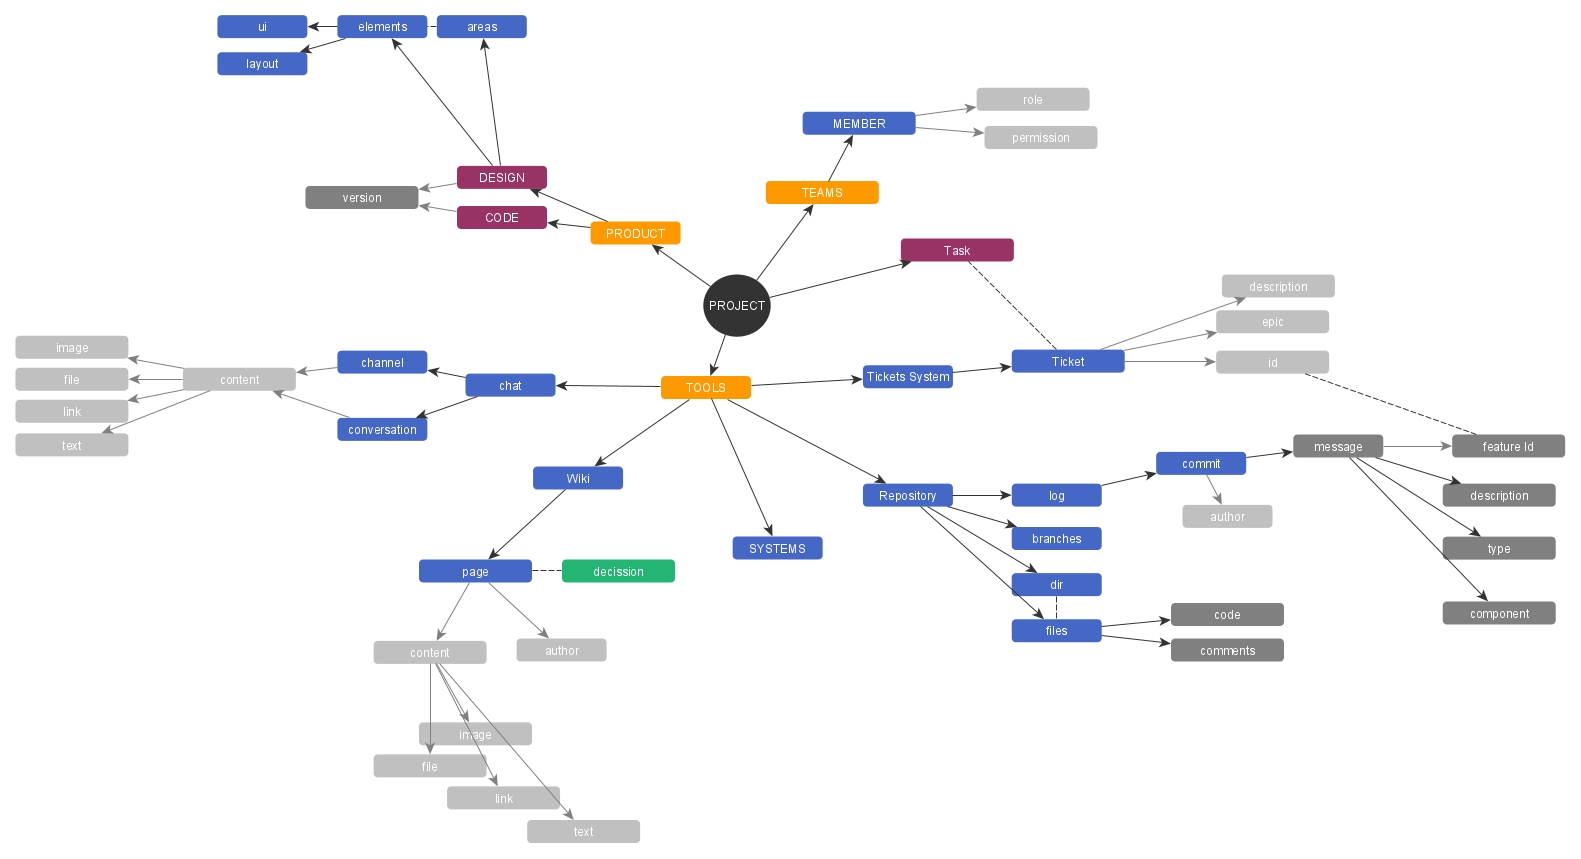 ui
elements
areas
layout
MEMBER
role
permission
DESIGN
version
CODE
PRODUCT
TEAMS
Task
PROJECT
description
epic
id
Ticket
Tickets System
TOOLS
chat
channel
conversation
content
image
file
link
text
Wiki
page
decission
content
author
image
file
link
text
SYSTEMS
Repository
log
branches
dir
files
commit
author
message
feature Id
description
type
component
code
comments